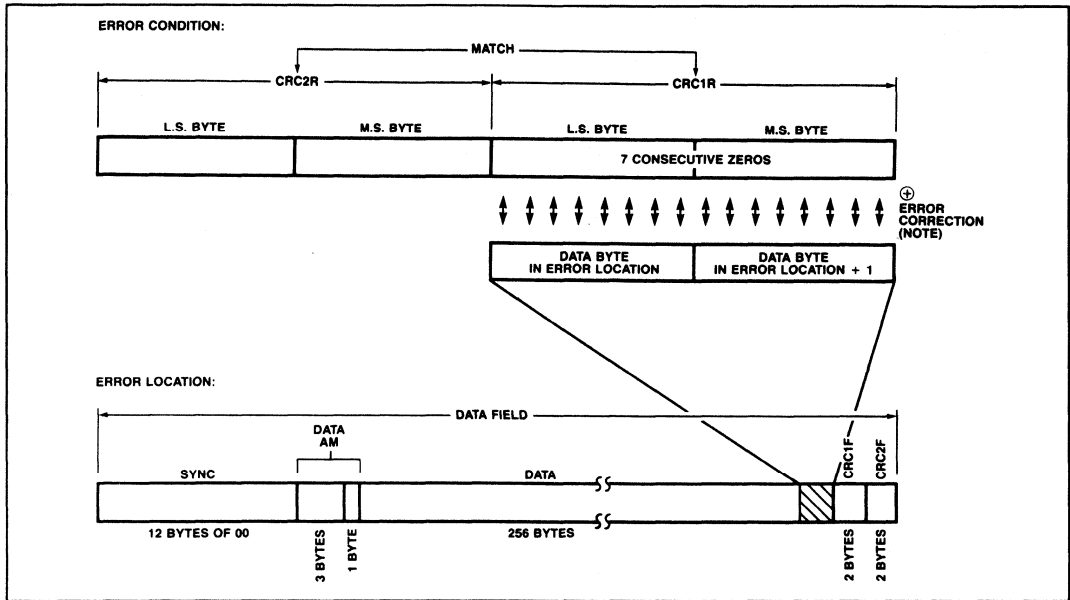 ERROR CONDITION:
MATCH
CRC2R
CRC1R
L.S. BYTE
M.S. BYTE
L.S. BYTE
M.S. BYTE
7 CONSECUTIVE ZEROS
⊕
ERROR
CORRECTION
(NOTE)
DATA BYTE
IN ERROR LOCATION
DATA BYTE
IN ERROR LOCATION + 1
ERROR LOCATION:
DATA FIELD
DATA
AM
SYNC
DATA
CRC1F
CRC2F
12 BYTES OF 00
3 BYTES
1 BYTE
256 BYTES
2 BYTES
2 BYTES